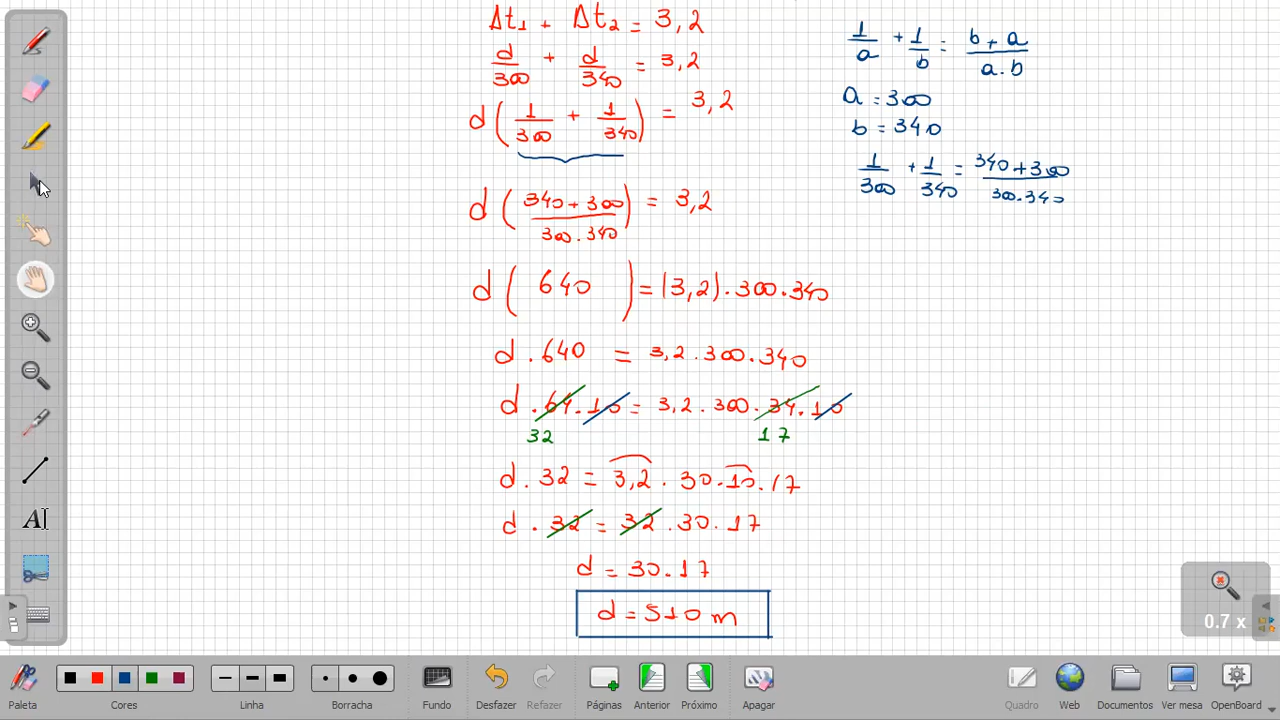 Δt₁ + Δt₂ = 3,2
d/300 + d/340 = 3,2
d(1/300 + 1/340) = 3,2
d(340+300/300.340) = 3,2
d(640) = (3,2).300.340
d.640 = 3,2.300.340
d.64.10 = 3,2.300.34.10
32 17
d.32 = 3,2.30.10.17
d.32 = 32.30.17
d = 30.17
d = 510 m
1/a + 1/b = b+a/a.b
a = 300
b = 340
1/300 + 1/340 = 340+300/300.340
AI
0.7 x
Paleta
Cores
Linha
Borracha
Fundo
Desfazer
Refazer
Páginas
Anterior
Próximo
Apagar
Quadro
Web
Documentos
Ver mesa
OpenBoard